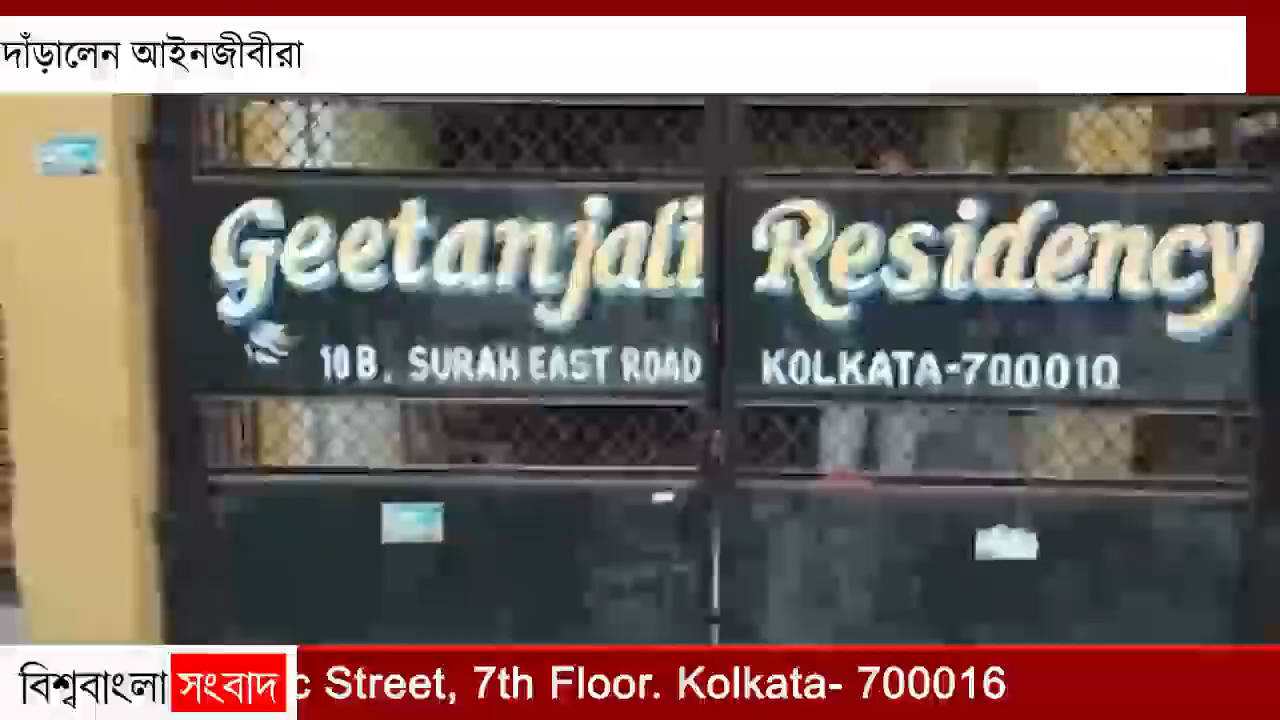 দাঁড়ালেন আইনজীবীরা
Geetanjali Residency
10B, SURAH EAST ROAD KOLKATA-700010
বিশ্ববাংলা সংবাদ c Street, 7th Floor. Kolkata- 700016